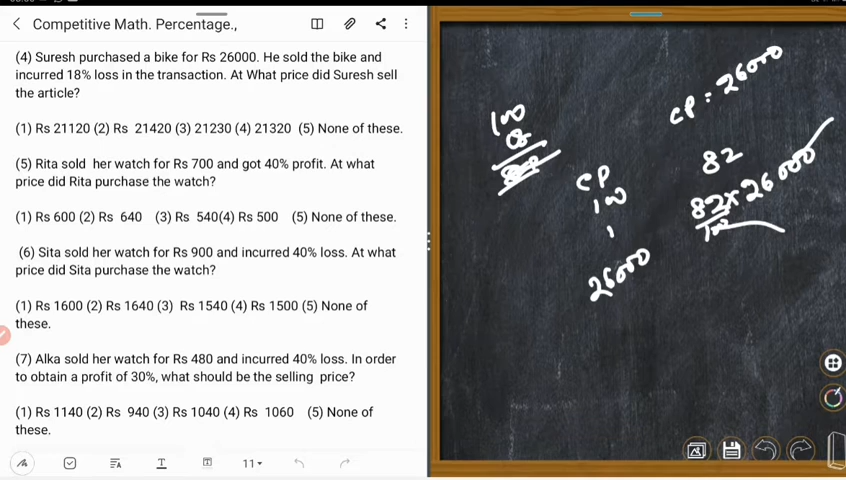 Competitive Math. Percentage.,
(4) Suresh purchased a bike for Rs 26000. He sold the bike and
incurred 18% loss in the transaction. At What price did Suresh sell
the article?
(1) Rs 21120 (2) Rs 21420 (3) 21230 (4) 21320 (5) None of these.
(5) Rita sold her watch for Rs 700 and got 40% profit. At what
price did Rita purchase the watch?
(1) Rs 600 (2) Rs 640 (3) Rs 540(4) Rs 500 (5) None of these.
(6) Sita sold her watch for Rs 900 and incurred 40% loss. At what
price did Sita purchase the watch?
(1) Rs 1600 (2) Rs 1640 (3) Rs 1540 (4) Rs 1500 (5) None of
these.
(7) Alka sold her watch for Rs 480 and incurred 40% loss. In order
to obtain a profit of 30%, what should be the selling price?
(1) Rs 1140 (2) Rs 940 (3) Rs 1040 (4) Rs 1060 (5) None of
these.
11
CP = 26000
100
CP
100
1
26000
82
82 x 26000
100